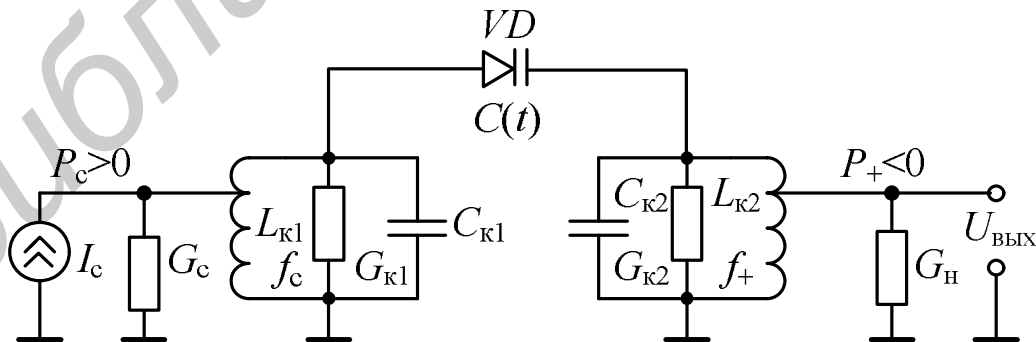 VD
C(t)
Pс>0
P+<0
Iс
Gс
Lк1
fс
Gк1
Cк1
Cк2
Gк2
Lк2
f+
Gн
Uвых